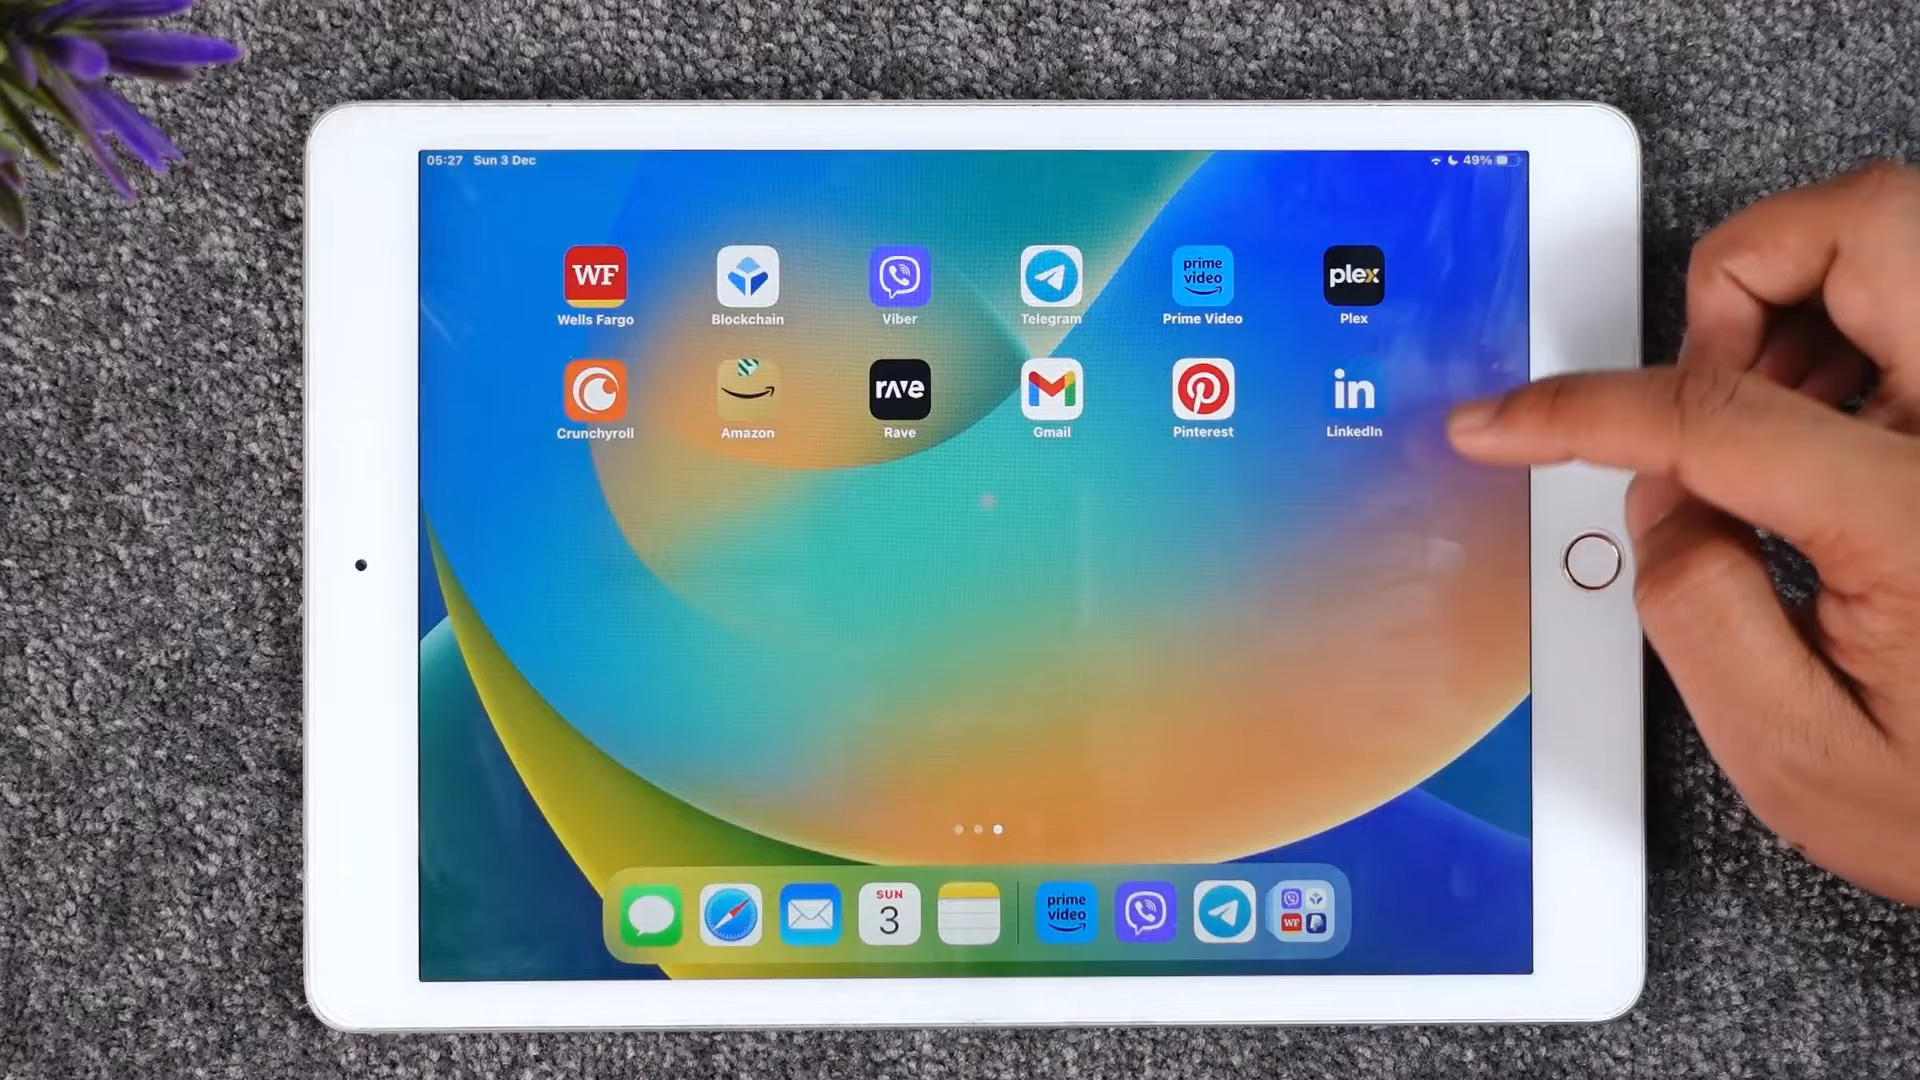 05:27 Sun 3 Dec
49%
WF
prime video
plex
Wells Fargo
Blockchain
Viber
Telegram
Prime Video
Plex
rave
in
Crunchyroll
Amazon
Rave
Gmail
Pinterest
LinkedIn
SUN
3
prime video
WF